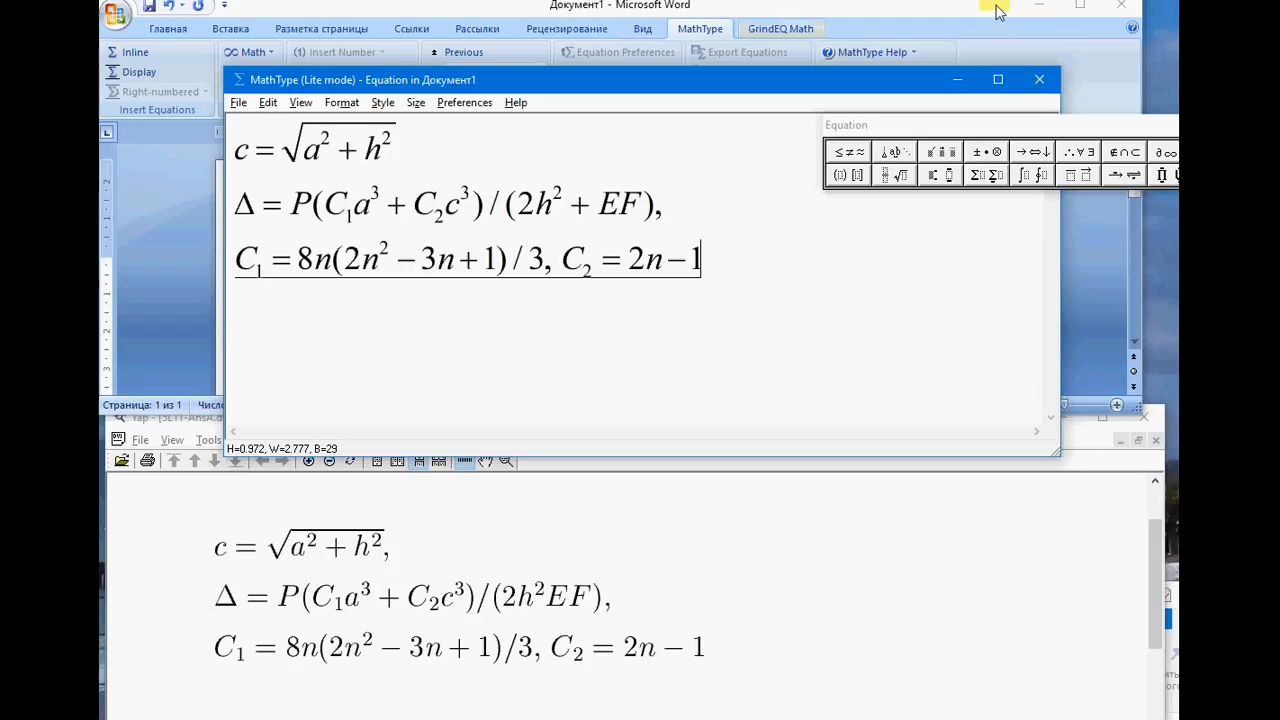 Документ1 - Microsoft Word
Главная Вставка Разметка страницы Ссылки Рассылки Рецензирование Вид MathType GrindEQ Math
Inline Math (1) Insert Number Previous Equation Preferences Export Equations MathType Help
Display
Right-numbered
Insert Equations
MathType (Lite mode) - Equation in Документ1
File Edit View Format Style Size Preferences Help
Equation
c = √(a² + h²)
Δ = P(C₁a³ + C₂c³) / (2h² + EF),
C₁ = 8n(2n² − 3n + 1) / 3, C₂ = 2n − 1
Страница: 1 из 1 Число
H=0.972, W=2.777, B=29
File View Tools
c = √(a² + h²),
Δ = P(C₁a³ + C₂c³)/(2h²EF),
C₁ = 8n(2n² − 3n + 1)/3, C₂ = 2n − 1